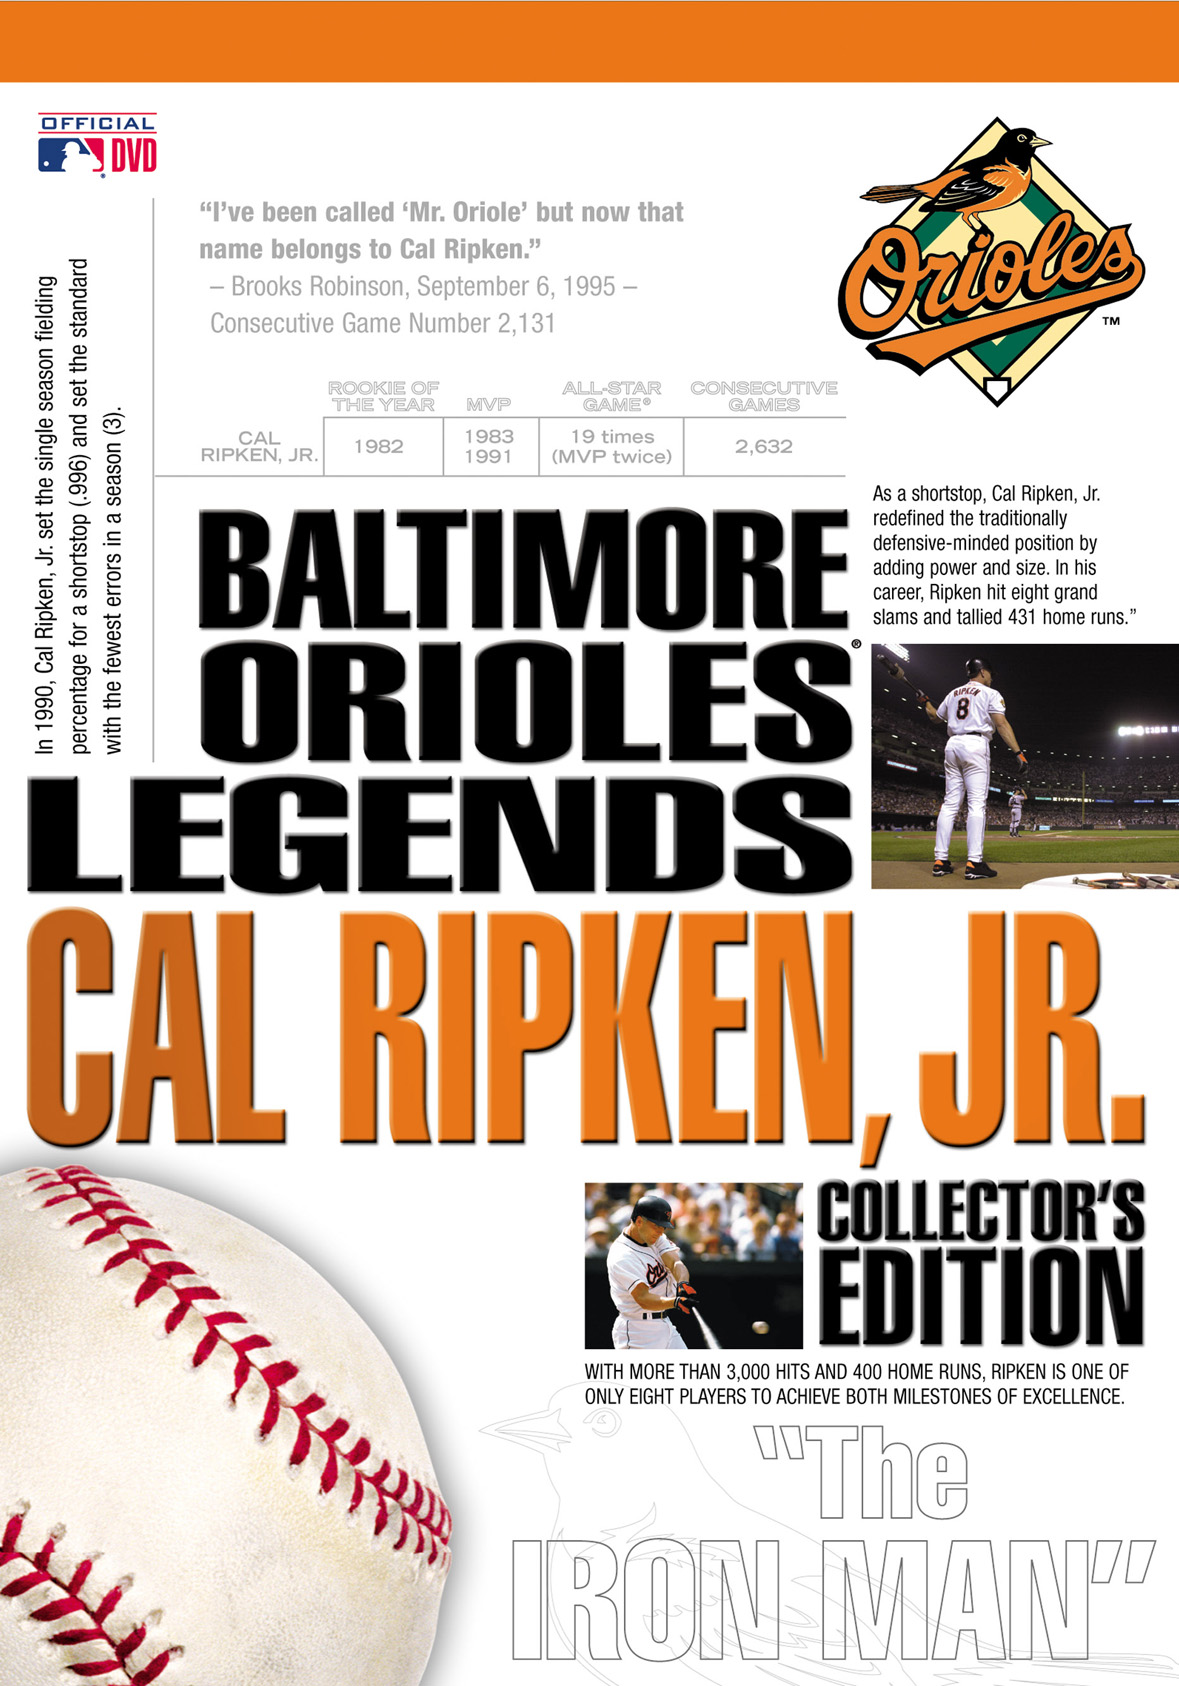 OFFICIAL
DVD
“I’ve been called ‘Mr. Oriole’ but now that
name belongs to Cal Ripken.”
– Brooks Robinson, September 6, 1995 –
Consecutive Game Number 2,131
Orioles
TM
In 1990, Cal Ripken, Jr. set the single season fielding
percentage for a shortstop (.996) and set the standard
with the fewest errors in a season (3).
ROOKIE OF THE YEAR MVP ALL-STAR GAME® CONSECUTIVE GAMES
CAL RIPKEN, JR. 1982 1983 1991 19 times (MVP twice) 2,632
As a shortstop, Cal Ripken, Jr.
redefined the traditionally
defensive-minded position by
adding power and size. In his
career, Ripken hit eight grand
slams and tallied 431 home runs.”
BALTIMORE
ORIOLES®
LEGENDS
RIPKEN
8
CAL RIPKEN, JR.
COLLECTOR’S
EDITION
WITH MORE THAN 3,000 HITS AND 400 HOME RUNS, RIPKEN IS ONE OF
ONLY EIGHT PLAYERS TO ACHIEVE BOTH MILESTONES OF EXCELLENCE.
“The
IRON MAN”